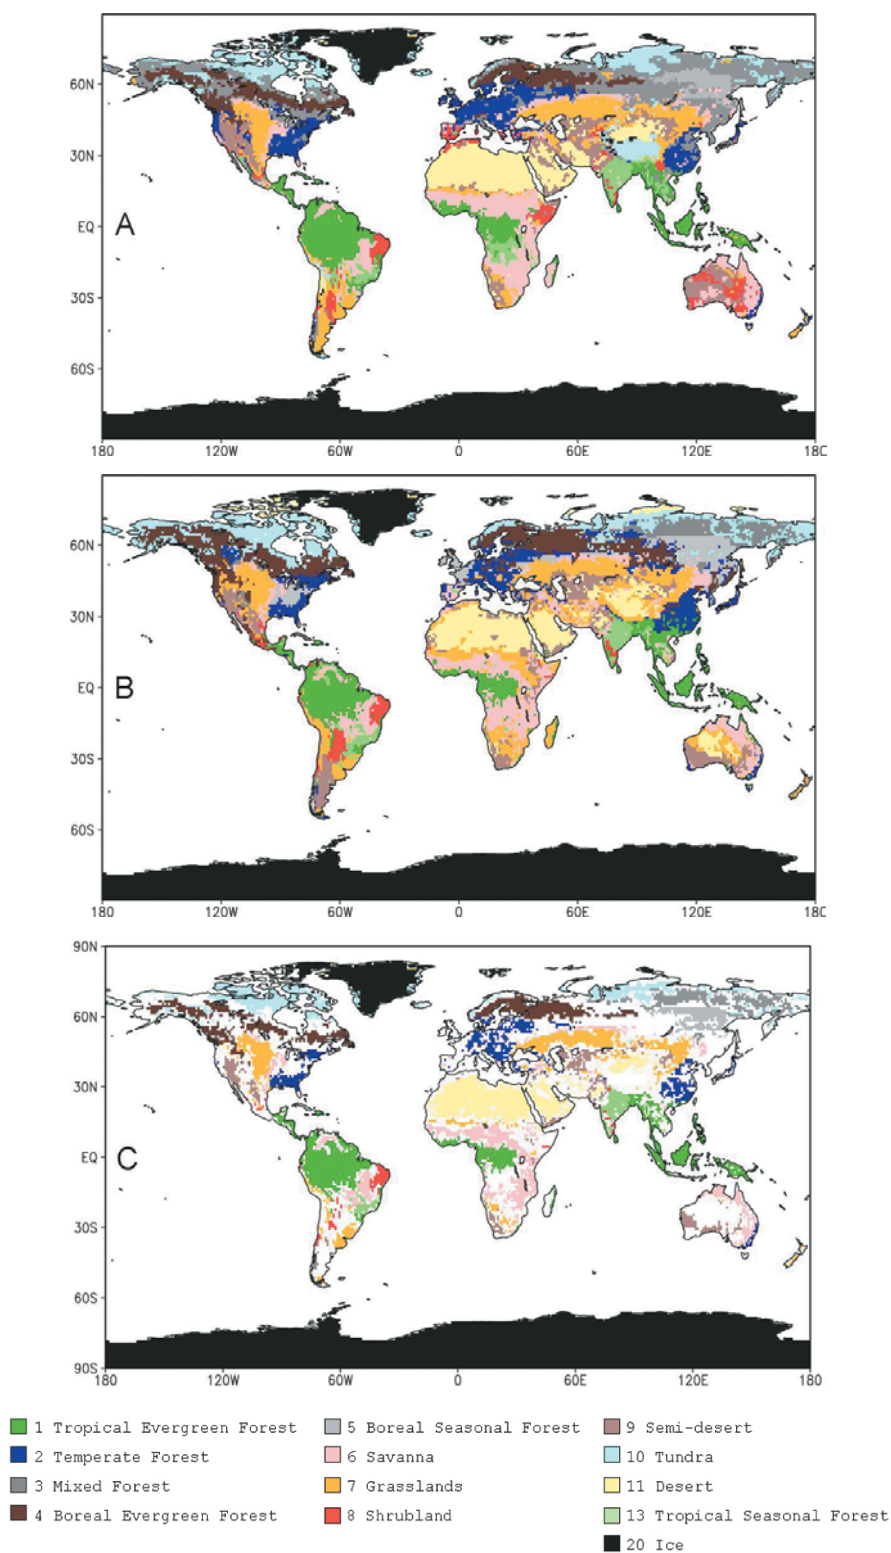 60N
30N
EQ
A
30S
60S
180
120W
60W
0
60E
120E
18C
60N
30N
EQ
B
30S
60S
180
120W
60W
0
60E
120E
18C
90N
60N
30N
EQ
C
30S
60S
90S
180
120W
60W
0
60E
120E
180
1 Tropical Evergreen Forest
2 Temperate Forest
3 Mixed Forest
4 Boreal Evergreen Forest
5 Boreal Seasonal Forest
6 Savanna
7 Grasslands
8 Shrubland
9 Semi-desert
10 Tundra
11 Desert
13 Tropical Seasonal Forest
20 Ice